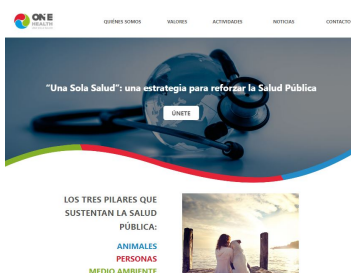 ONE
HEALTH
QUIÉNES SOMOS
VALORES
ACTIVIDADES
NOTICIAS
CONTACTO
"Una Sola Salud": una estrategia para reforzar la Salud Pública
ÚNETE
LOS TRES PILARES QUE
SUSTENTAN LA SALUD
PÚBLICA:
ANIMALES
PERSONAS
MEDIO AMBIENTE